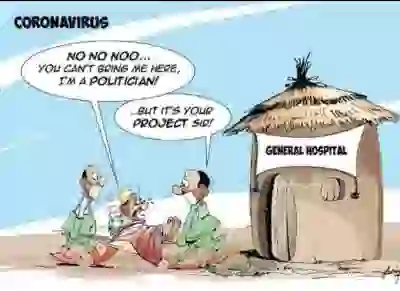 CORONAVIRUS
NO NO NOO...
YOU CAN'T BRING ME HERE,
I'M A POLITICIAN!
...BUT IT'S YOUR
PROJECT SIR!
GENERAL HOSPITAL